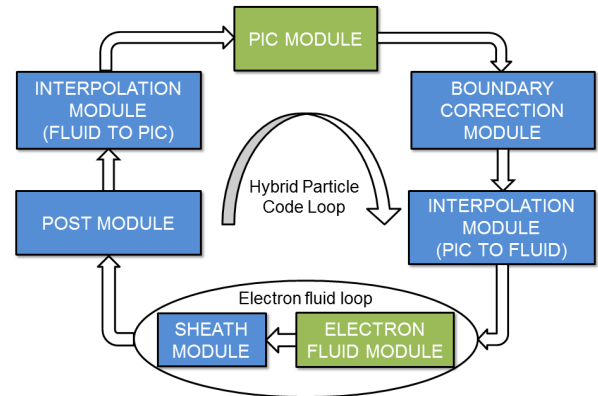 PIC MODULE
INTERPOLATION
MODULE
(FLUID TO PIC)
BOUNDARY
CORRECTION
MODULE
Hybrid Particle
Code Loop
POST MODULE
INTERPOLATION
MODULE
(PIC TO FLUID)
Electron fluid loop
SHEATH
MODULE
ELECTRON
FLUID MODULE